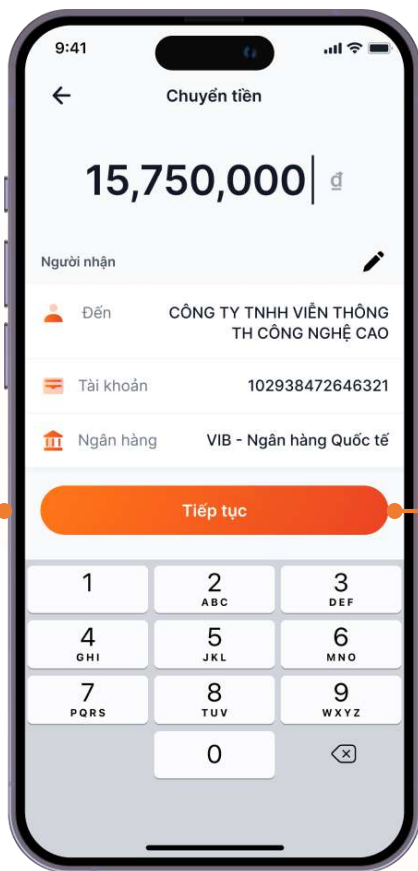 9:41
Chuyển tiền
15,750,000 đ
Người nhận
Đến CÔNG TY TNHH VIỄN THÔNG
TH CÔNG NGHỆ CAO
Tài khoản 102938472646321
Ngân hàng VIB - Ngân hàng Quốc tế
Tiếp tục
1 2 3
ABC DEF
4 5 6
GHI JKL MNO
7 8 9
PQRS TUV WXYZ
0